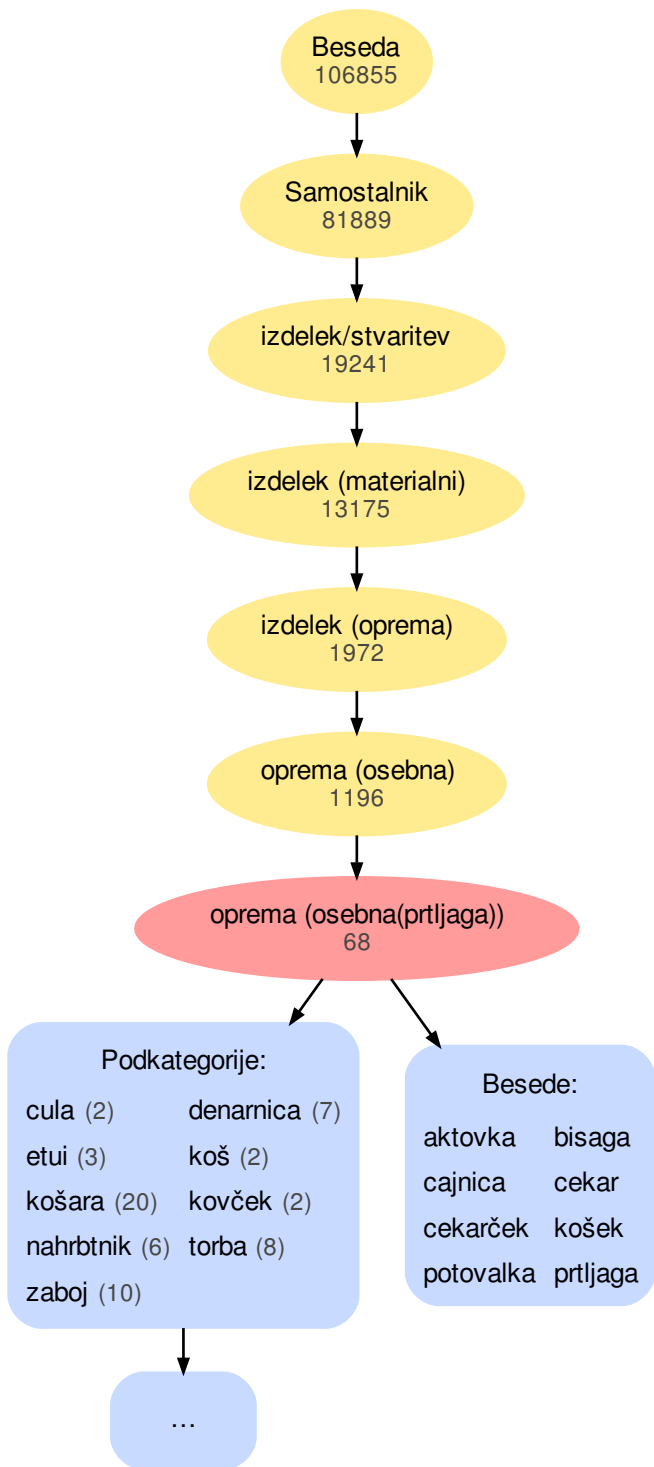 Beseda
106855
Samostalnik
81889
izdelek/stvaritev
19241
izdelek (materialni)
13175
izdelek (oprema)
1972
oprema (osebna)
1196
oprema (osebna(prtljaga))
68
Podkategorije:
cula (2) denarnica (7)
etui (3) koš (2)
košara (20) kovček (2)
nahrbtnik (6) torba (8)
zaboj (10)
Besede:
aktovka bisaga
cajnica cekar
cekarček košek
potovalka prtljaga
…